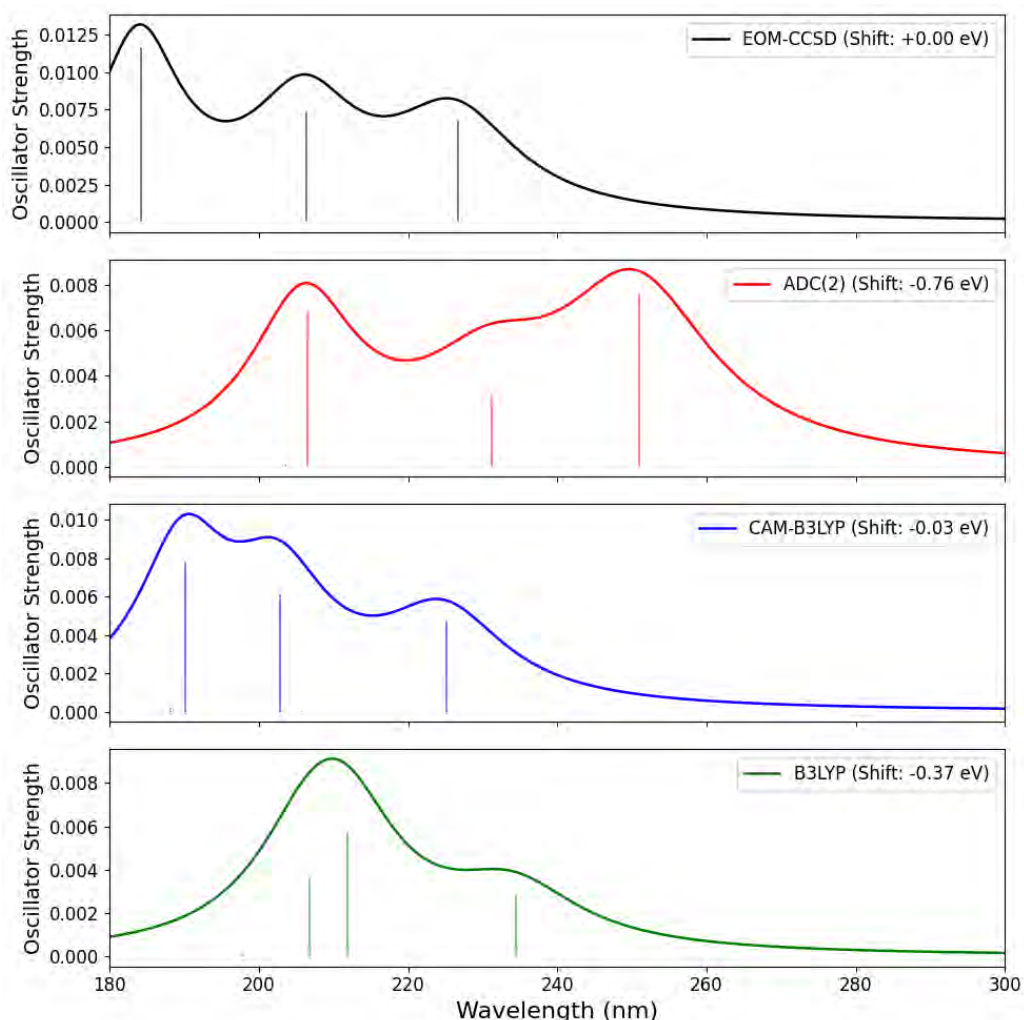 Oscillator Strength
0.0125
0.0100
0.0075
0.0050
0.0025
0.0000
EOM-CCSD (Shift: +0.00 eV)
Oscillator Strength
0.008
0.006
0.004
0.002
0.000
ADC(2) (Shift: -0.76 eV)
Oscillator Strength
0.010
0.008
0.006
0.004
0.002
0.000
CAM-B3LYP (Shift: -0.03 eV)
Oscillator Strength
0.008
0.006
0.004
0.002
0.000
B3LYP (Shift: -0.37 eV)
180 200 220 240 260 280 300
Wavelength (nm)